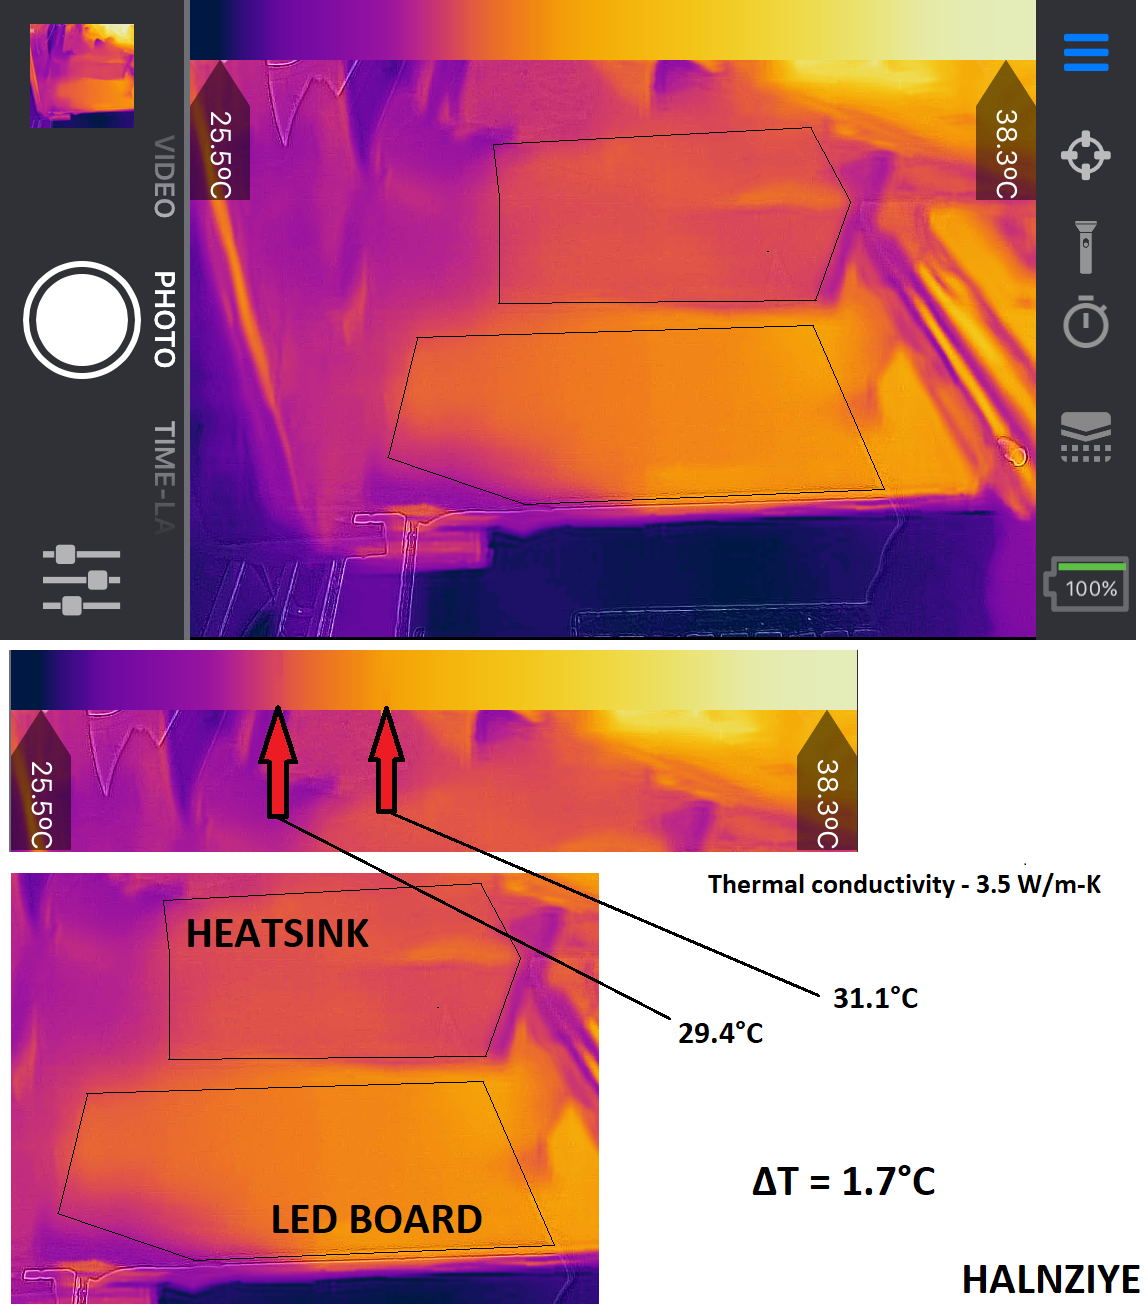 VIDEO
PHOTO
TIME-LA
25.5°C
38.3°C
100%
25.5°C
38.3°C
HEATSINK
Thermal conductivity - 3.5 W/m-K
31.1°C
29.4°C
LED BOARD
ΔT = 1.7°C
HALNZIYE